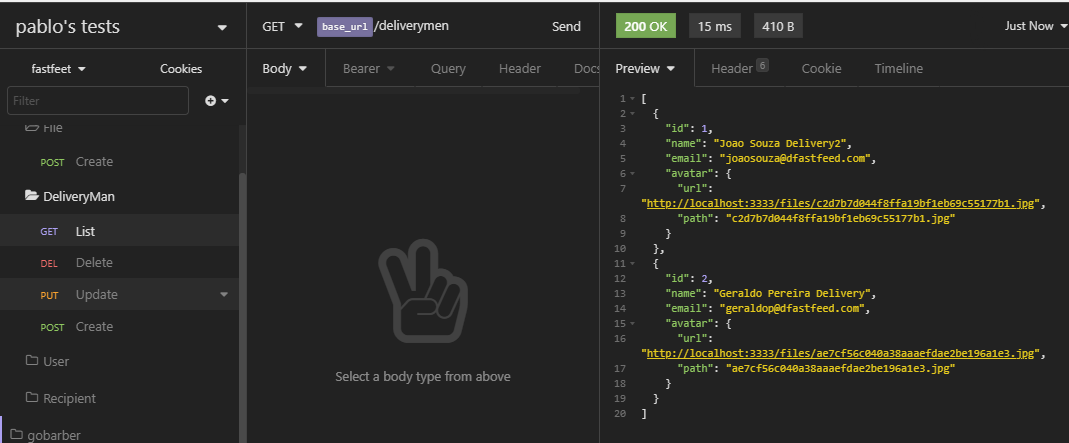 pablo's tests
fastfeet
Cookies
Filter
File
POST Create
DeliveryMan
GET List
DEL Delete
PUT Update
POST Create
User
Recipient
gobarber
GET base_url/deliverymen Send
Body Bearer Query Header Docs
Select a body type from above
200 OK 15 ms 410 B Just Now
Preview Header 6 Cookie Timeline
1 [
2 {
3 "id": 1,
4 "name": "Joao Souza Delivery2",
5 "email": "joaosouza@dfastfeed.com",
6 "avatar": {
7 "url":
"http://localhost:3333/files/c2d7b7d044f8ffa19bf1eb69c55177b1.jpg",
8 "path": "c2d7b7d044f8ffa19bf1eb69c55177b1.jpg"
9 }
10 },
11 {
12 "id": 2,
13 "name": "Geraldo Pereira Delivery",
14 "email": "geraldop@dfastfeed.com",
15 "avatar": {
16 "url":
"http://localhost:3333/files/ae7cf56c040a38aaaefdae2be196a1e3.jpg",
17 "path": "ae7cf56c040a38aaaefdae2be196a1e3.jpg"
18 }
19 }
20 ]